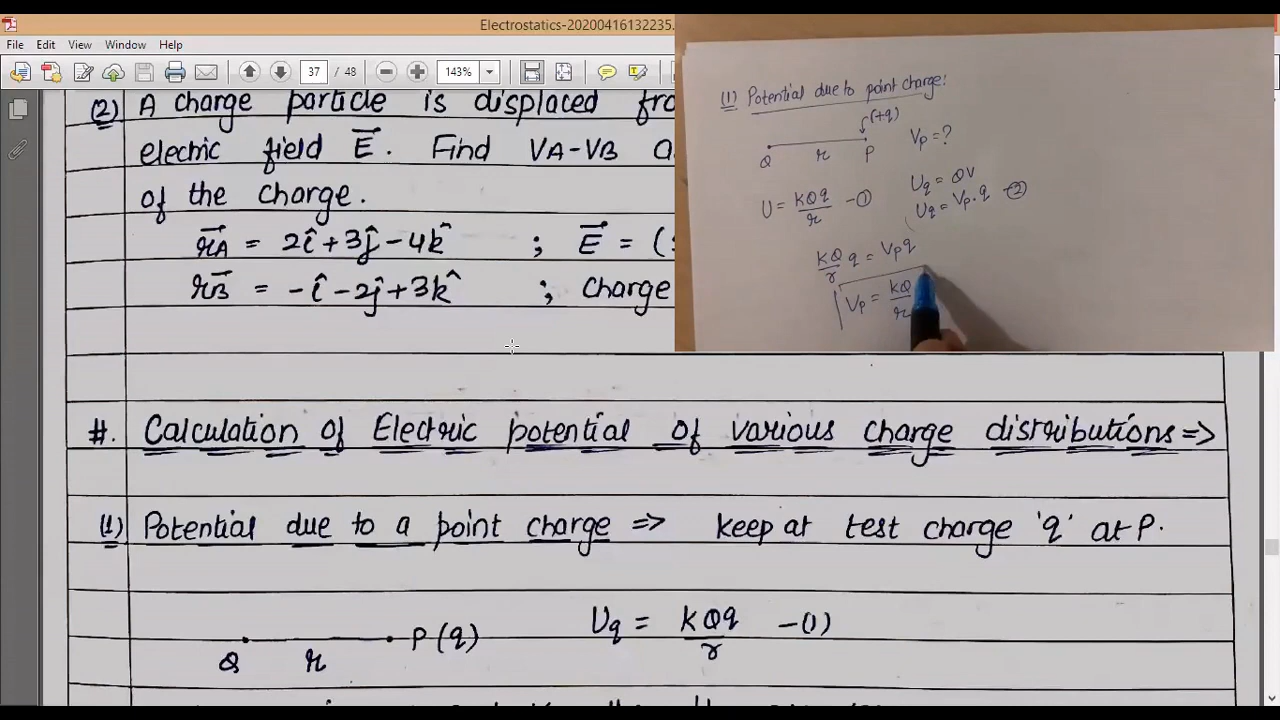 Electrostatics-20200416132235.
File Edit View Window Help
37 / 48 143%
(2) A charge particle is displaced fro
electric field E⃗. Find VA-VB a
of the charge.
r⃗A = 2î+3ĵ-4k̂ ; E⃗ = (
r⃗B = -î-2ĵ+3k̂ ; Charge
(1) Potential due to point charge:
(+q)
Q r P Vp=?
U = kQq/r -① Uq = QV
Uq = Vp.q -②
kQ/r q = Vpq
Vp = kQ/r
#. Calculation of Electric potential of various charge distributions =>
(1) Potential due to a point charge => keep at test charge 'q' at P.
Q r P(q) Uq = kQq/r -(1)